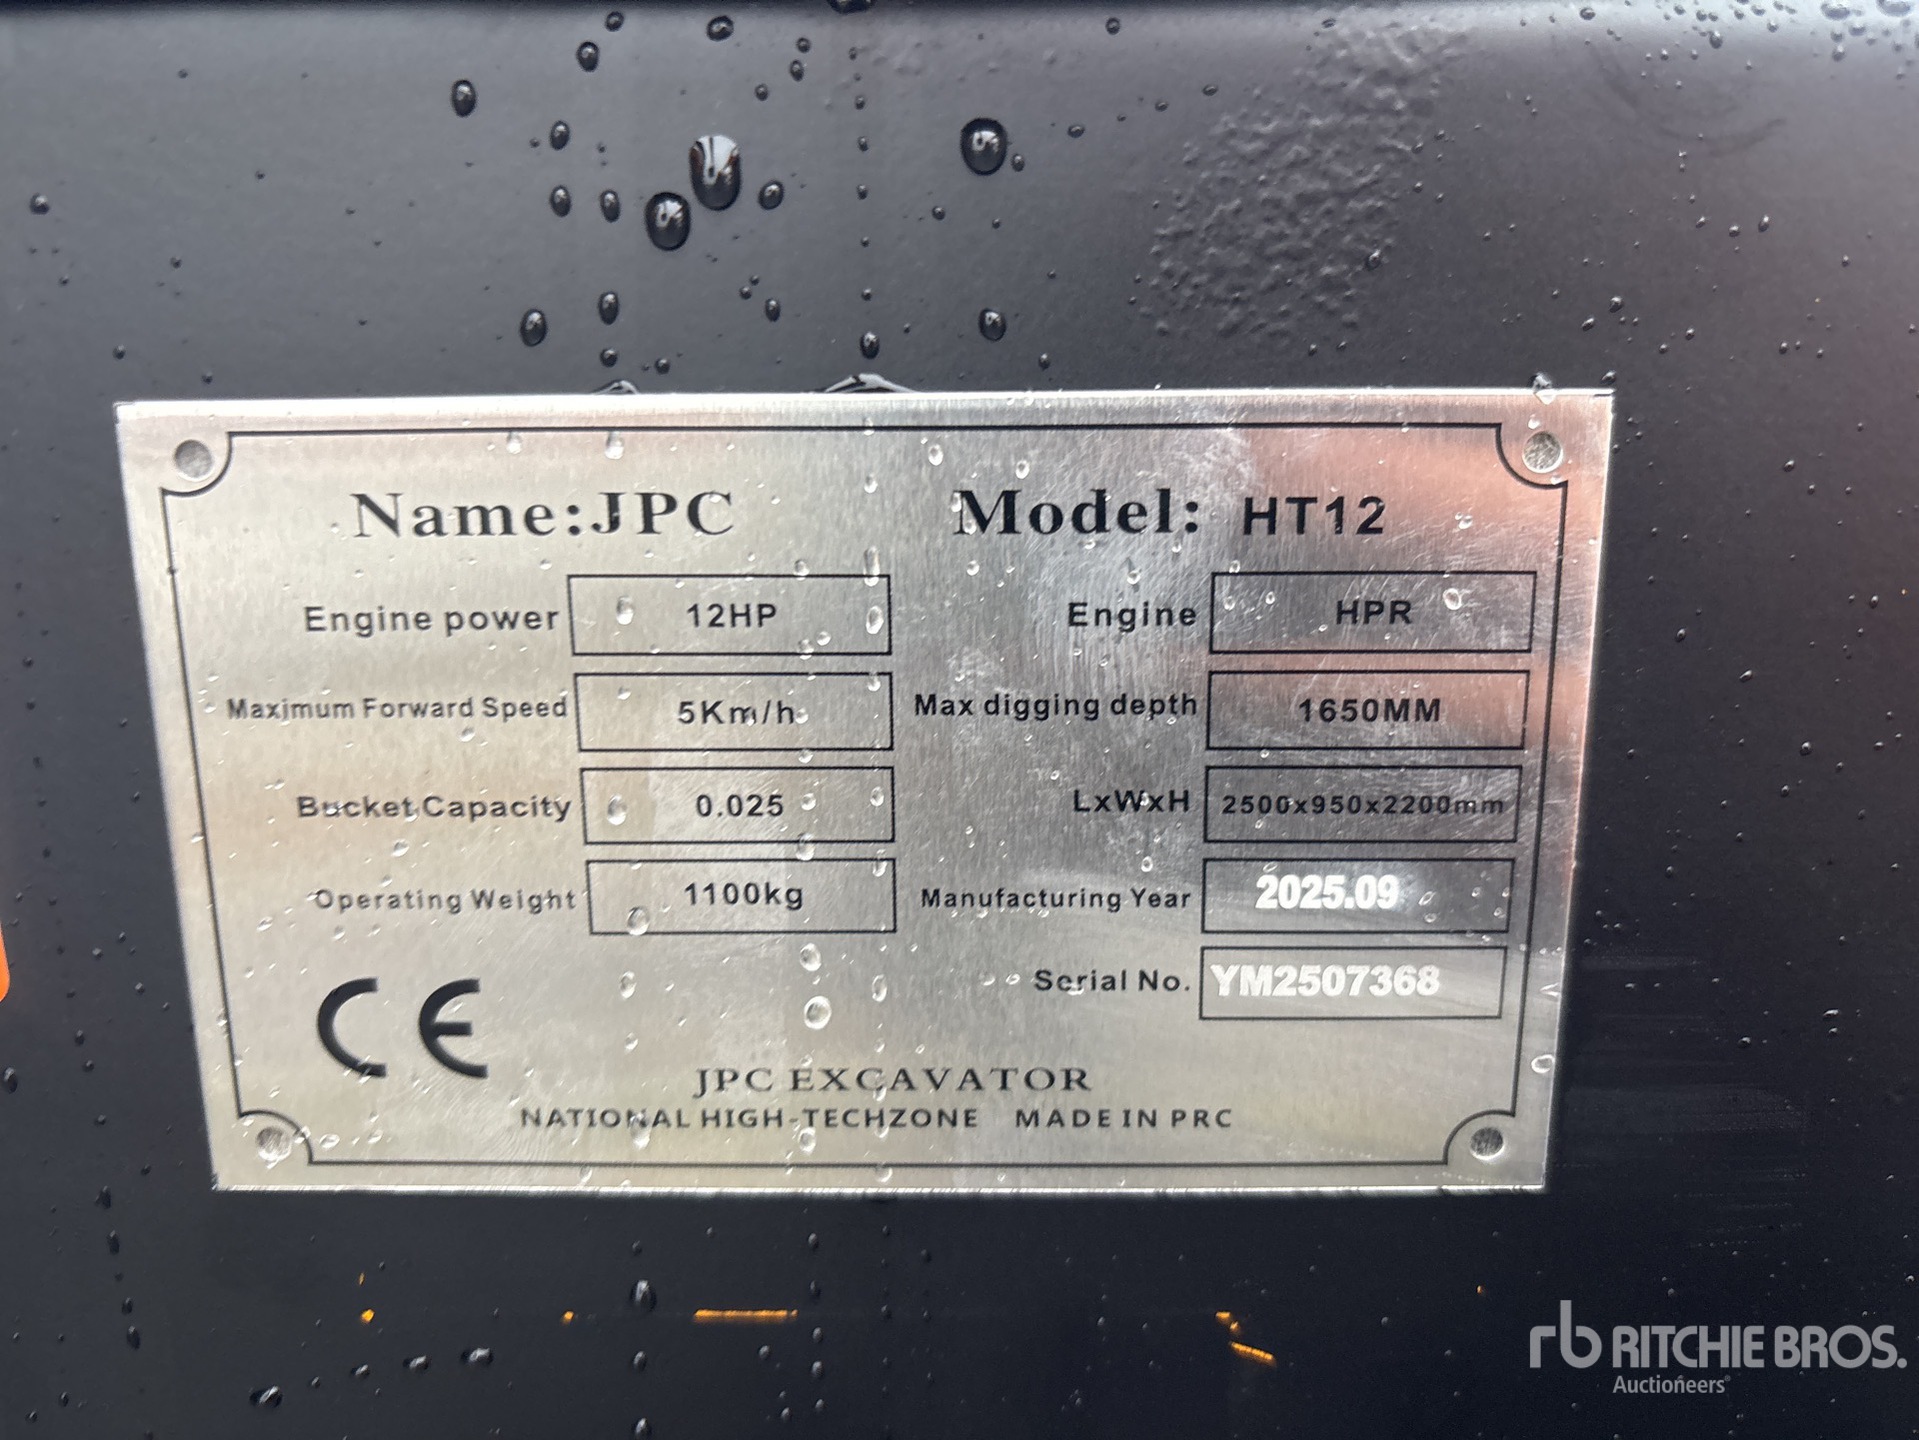 Name:JPC Model: HT12
Engine power 12HP Engine HPR
Maximum Forward Speed 5Km/h Max digging depth 1650MM
Bucket Capacity 0.025 LxWxH 2500x950x2200mm
Operating Weight 1100kg Manufacturing Year 2025.09
Serial No. YM2507368
CE
JPC EXCAVATOR
NATIONAL HIGH-TECHZONE MADE IN PRC
rb RITCHIE BROS.
Auctioneers